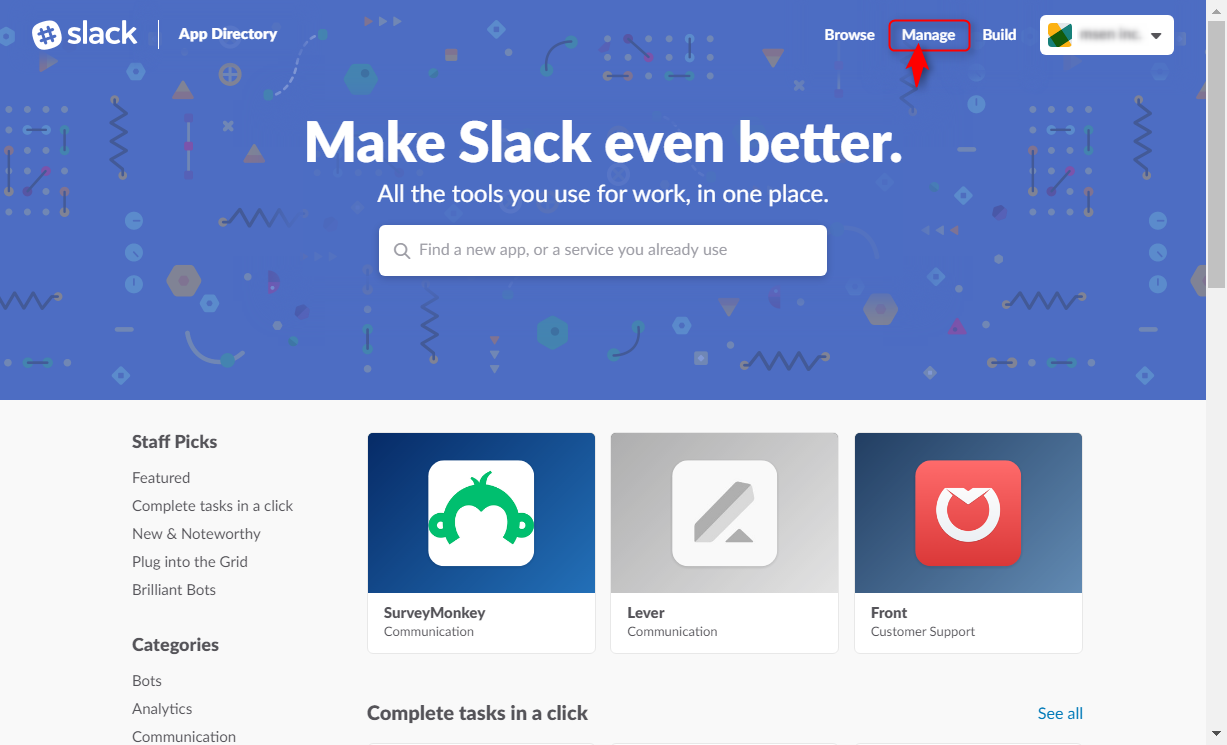 slack
App Directory
Browse
Manage
Build
Make Slack even better.
All the tools you use for work, in one place.
Find a new app, or a service you already use
Staff Picks
Featured
Complete tasks in a click
New & Noteworthy
Plug into the Grid
Brilliant Bots
Categories
Bots
Analytics
Communication
SurveyMonkey
Communication
Lever
Communication
Front
Customer Support
Complete tasks in a click
See all